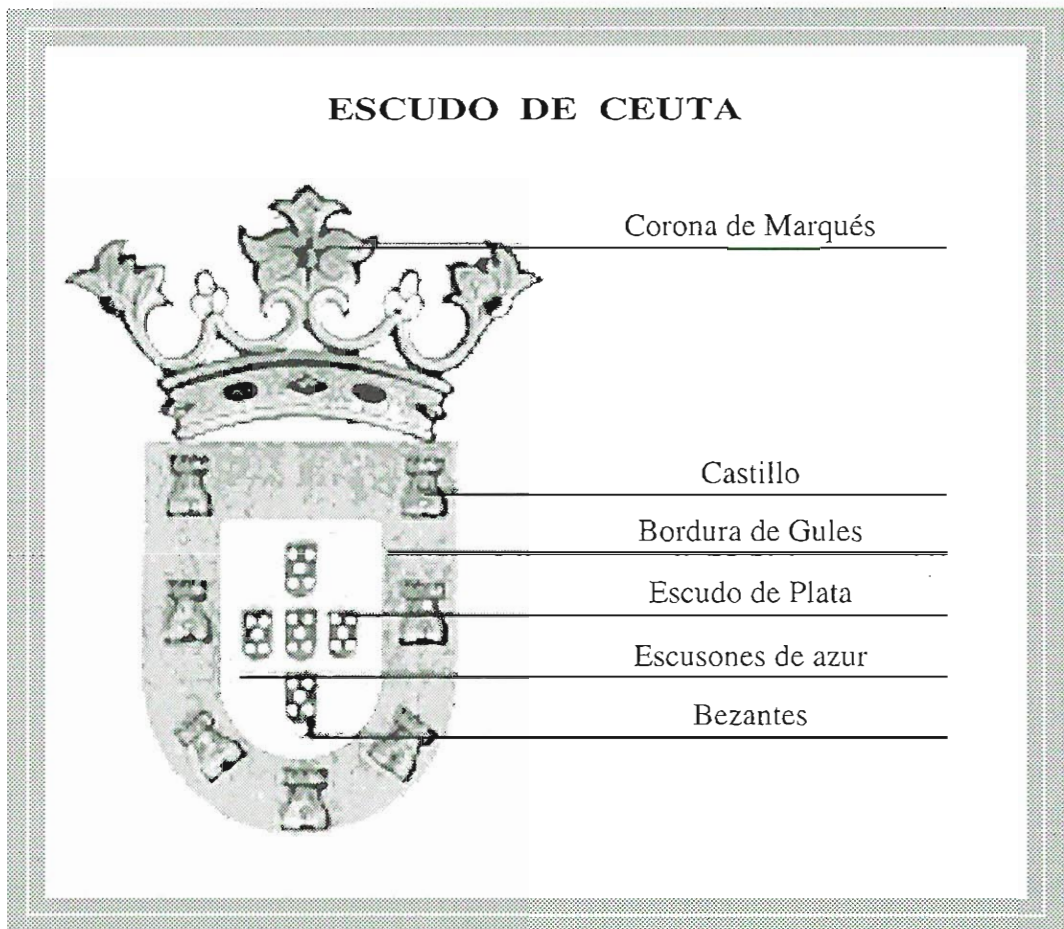 ESCUDO DE CEUTA
Corona de Marqués
Castillo
Bordura de Gules
Escudo de Plata
Escusones de azur
Bezantes